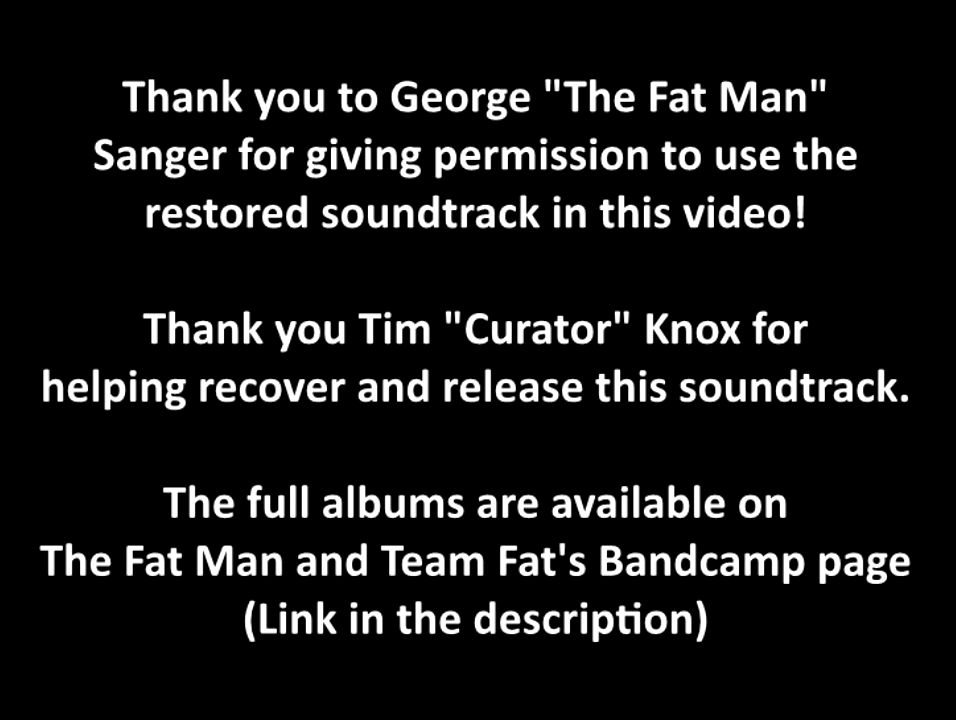 Thank you to George "The Fat Man"
Sanger for giving permission to use the
restored soundtrack in this video!
Thank you Tim "Curator" Knox for
helping recover and release this soundtrack.
The full albums are available on
The Fat Man and Team Fat's Bandcamp page
(Link in the description)